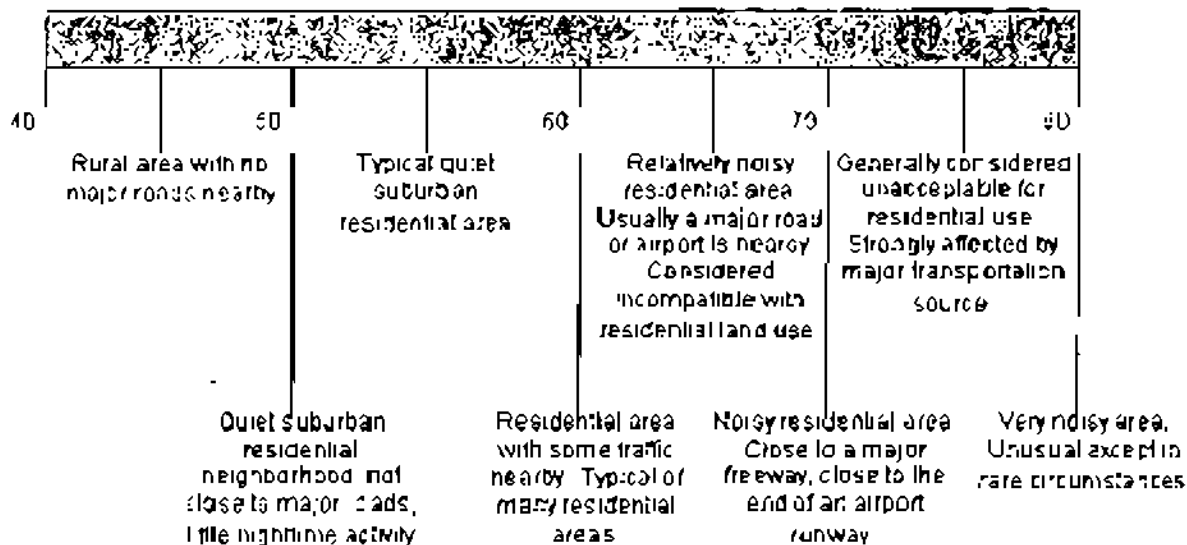 40 50 60 70 80
Rural area with no
major roads nearby
Typical quiet
suburban
residential area
Relatively noisy
residential area
Usually a major road
or airport is nearby
Considered
incompatible with
residential land use
Generally considered
unacceptable for
residential use
Strongly affected by
major transportation
source
Quiet suburban
residential
neighborhood not
close to major roads,
little nighttime activity
Residential area
with some traffic
nearby Typical of
many residential
areas
Noisy residential area
Close to a major
freeway, close to the
end of an airport
runway
Very noisy area.
Unusual except in
rare circumstances